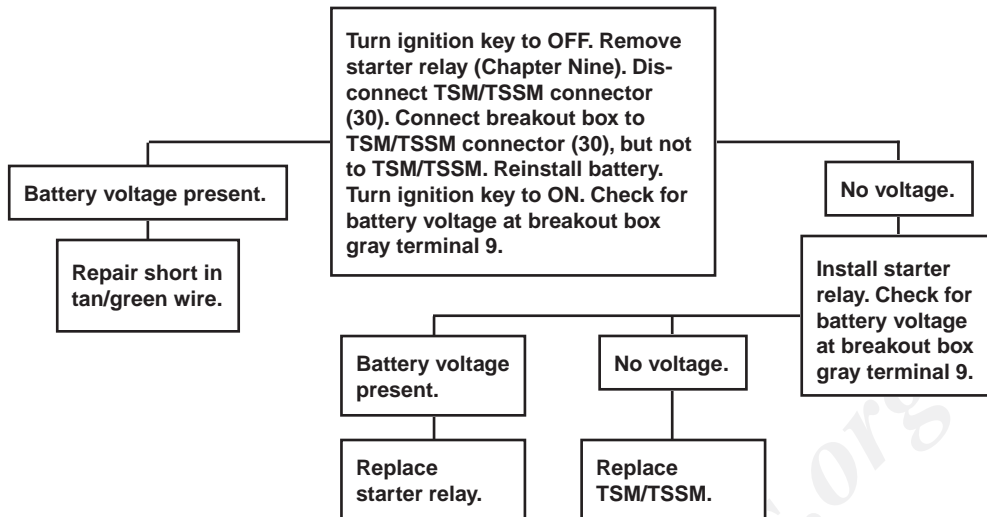 Turn ignition key to OFF. Remove
starter relay (Chapter Nine). Dis-
connect TSM/TSSM connector
(30). Connect breakout box to
TSM/TSSM connector (30), but not
to TSM/TSSM. Reinstall battery.
Turn ignition key to ON. Check for
battery voltage at breakout box
gray terminal 9.
Battery voltage present.
No voltage.
Repair short in
tan/green wire.
Install starter
relay. Check for
battery voltage
at breakout box
gray terminal 9.
Battery voltage
present.
No voltage.
Replace
starter relay.
Replace
TSM/TSSM.
.org